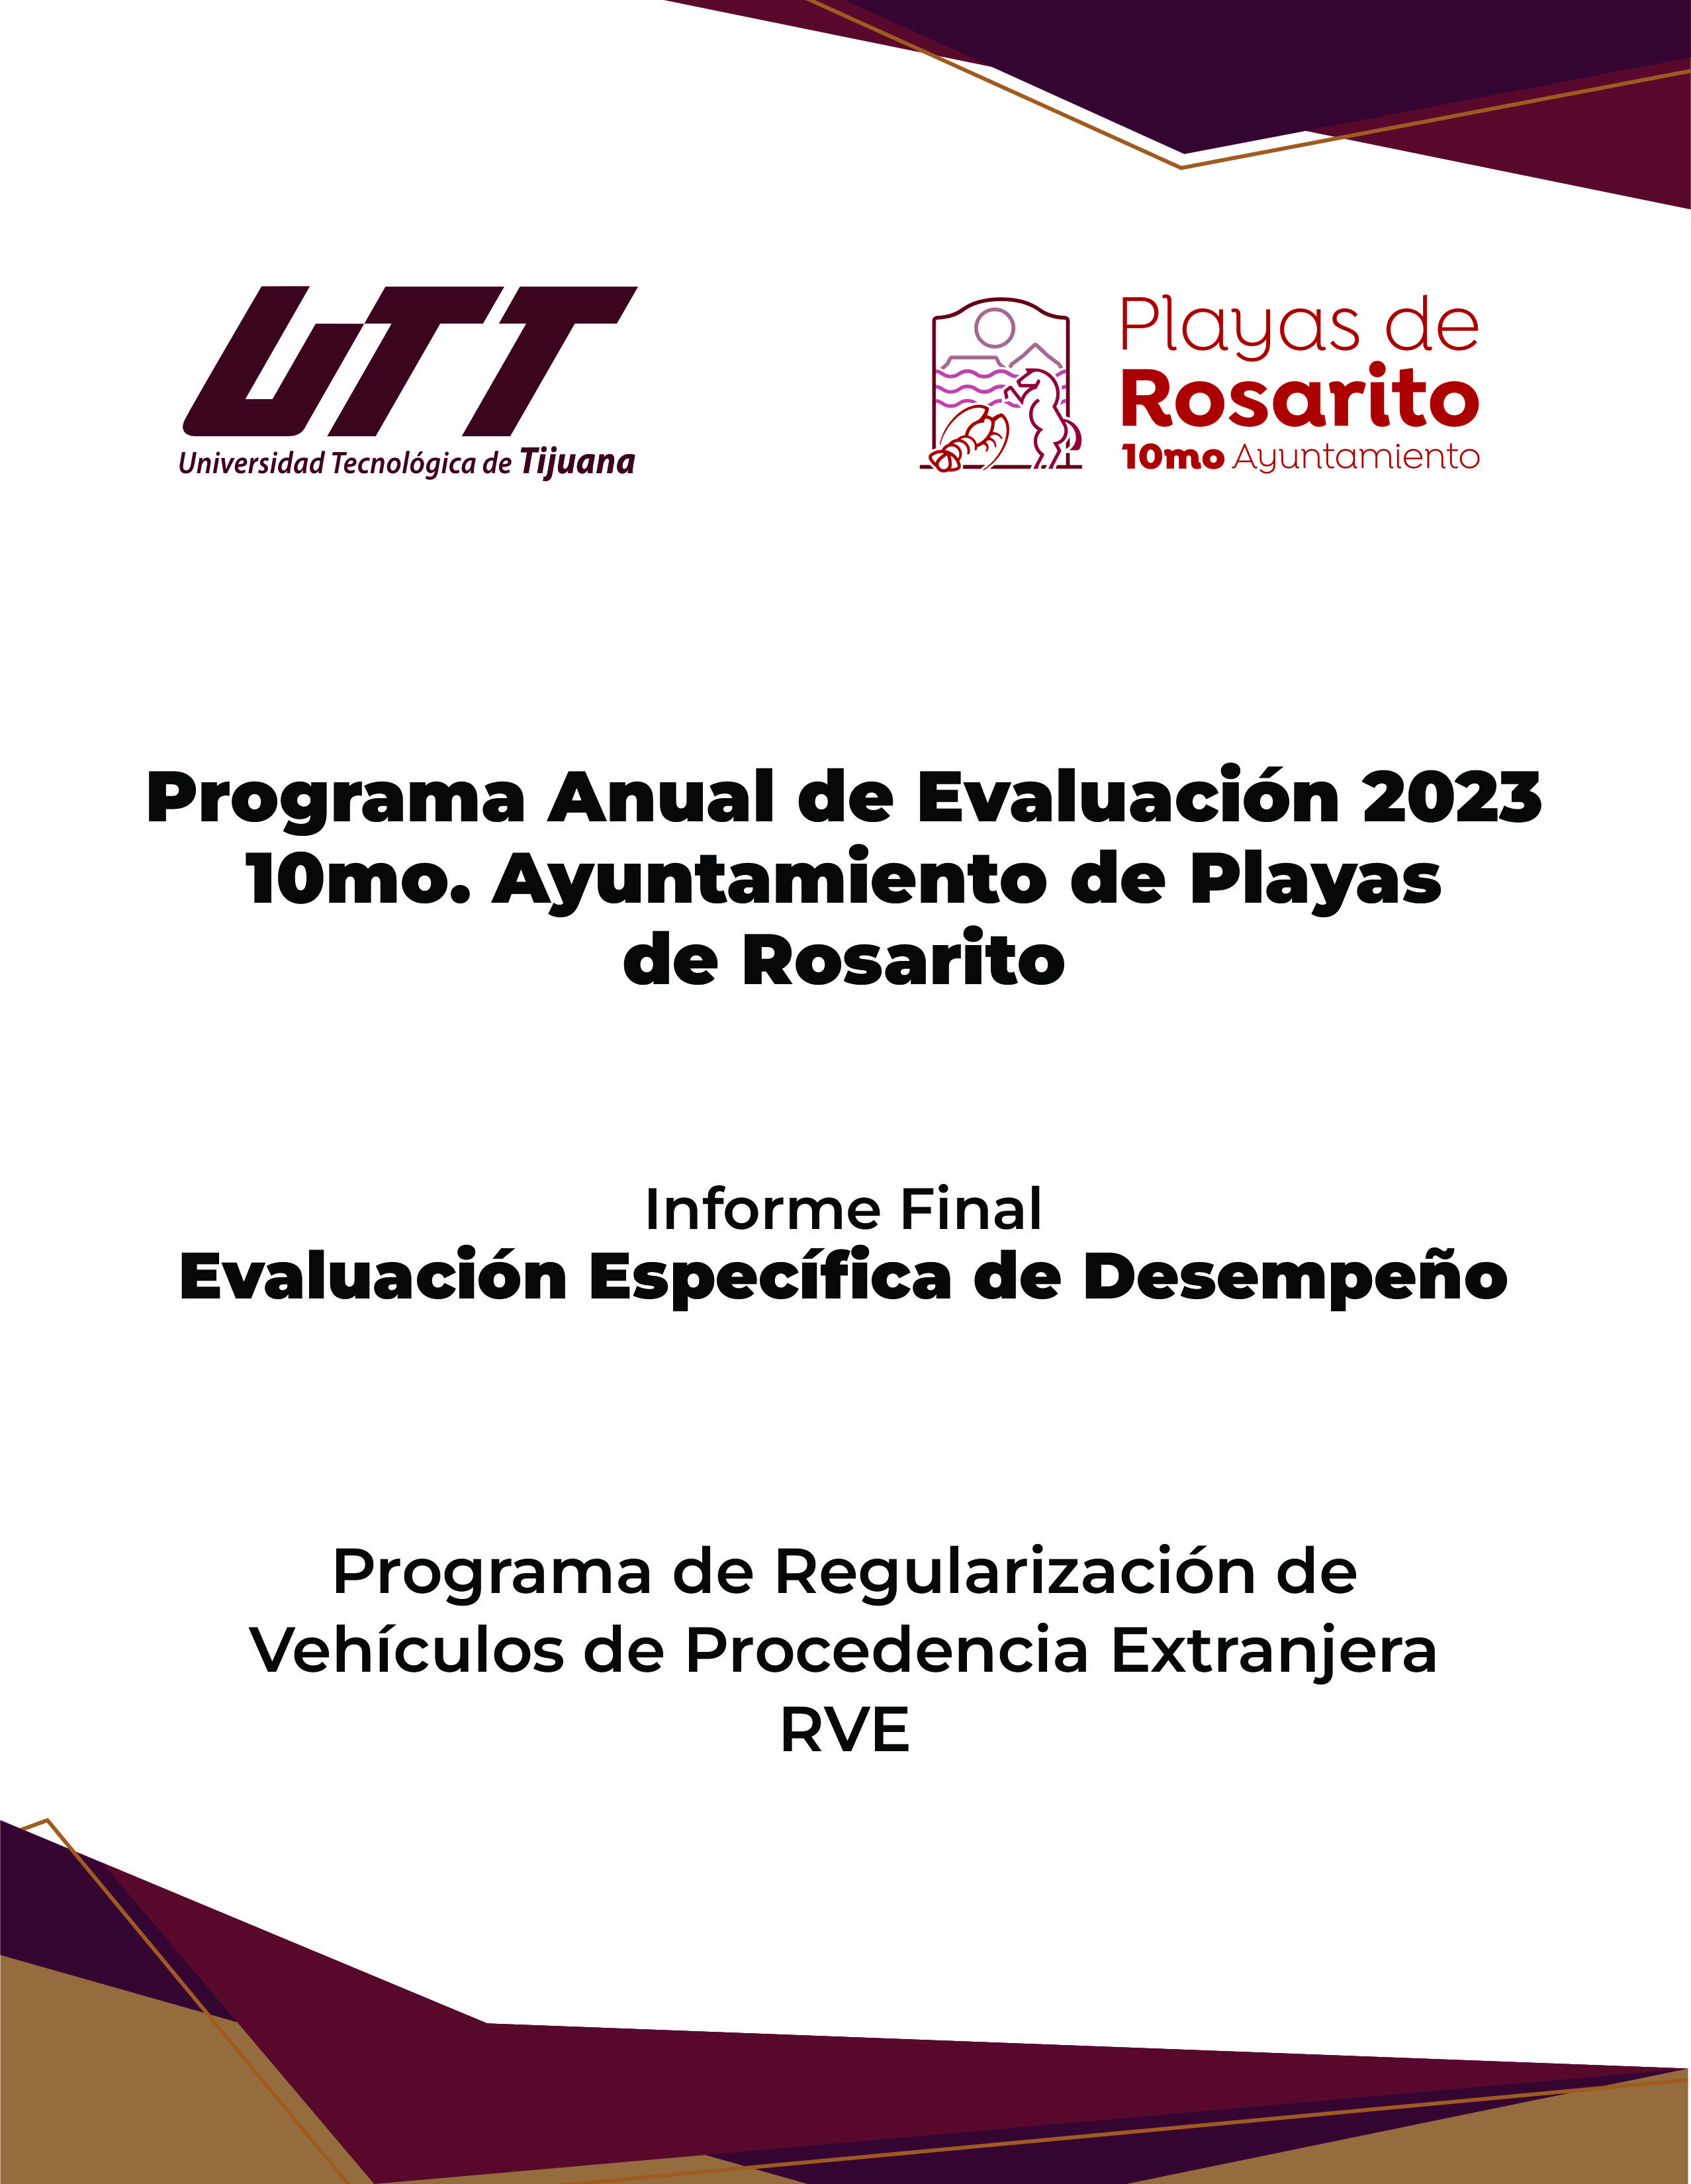 UTT
Universidad Tecnológica de Tijuana
Playas de
Rosarito
10mo Ayuntamiento
Programa Anual de Evaluación 2023
10mo. Ayuntamiento de Playas
de Rosarito
Informe Final
Evaluación Específica de Desempeño
Programa de Regularización de
Vehículos de Procedencia Extranjera
RVE